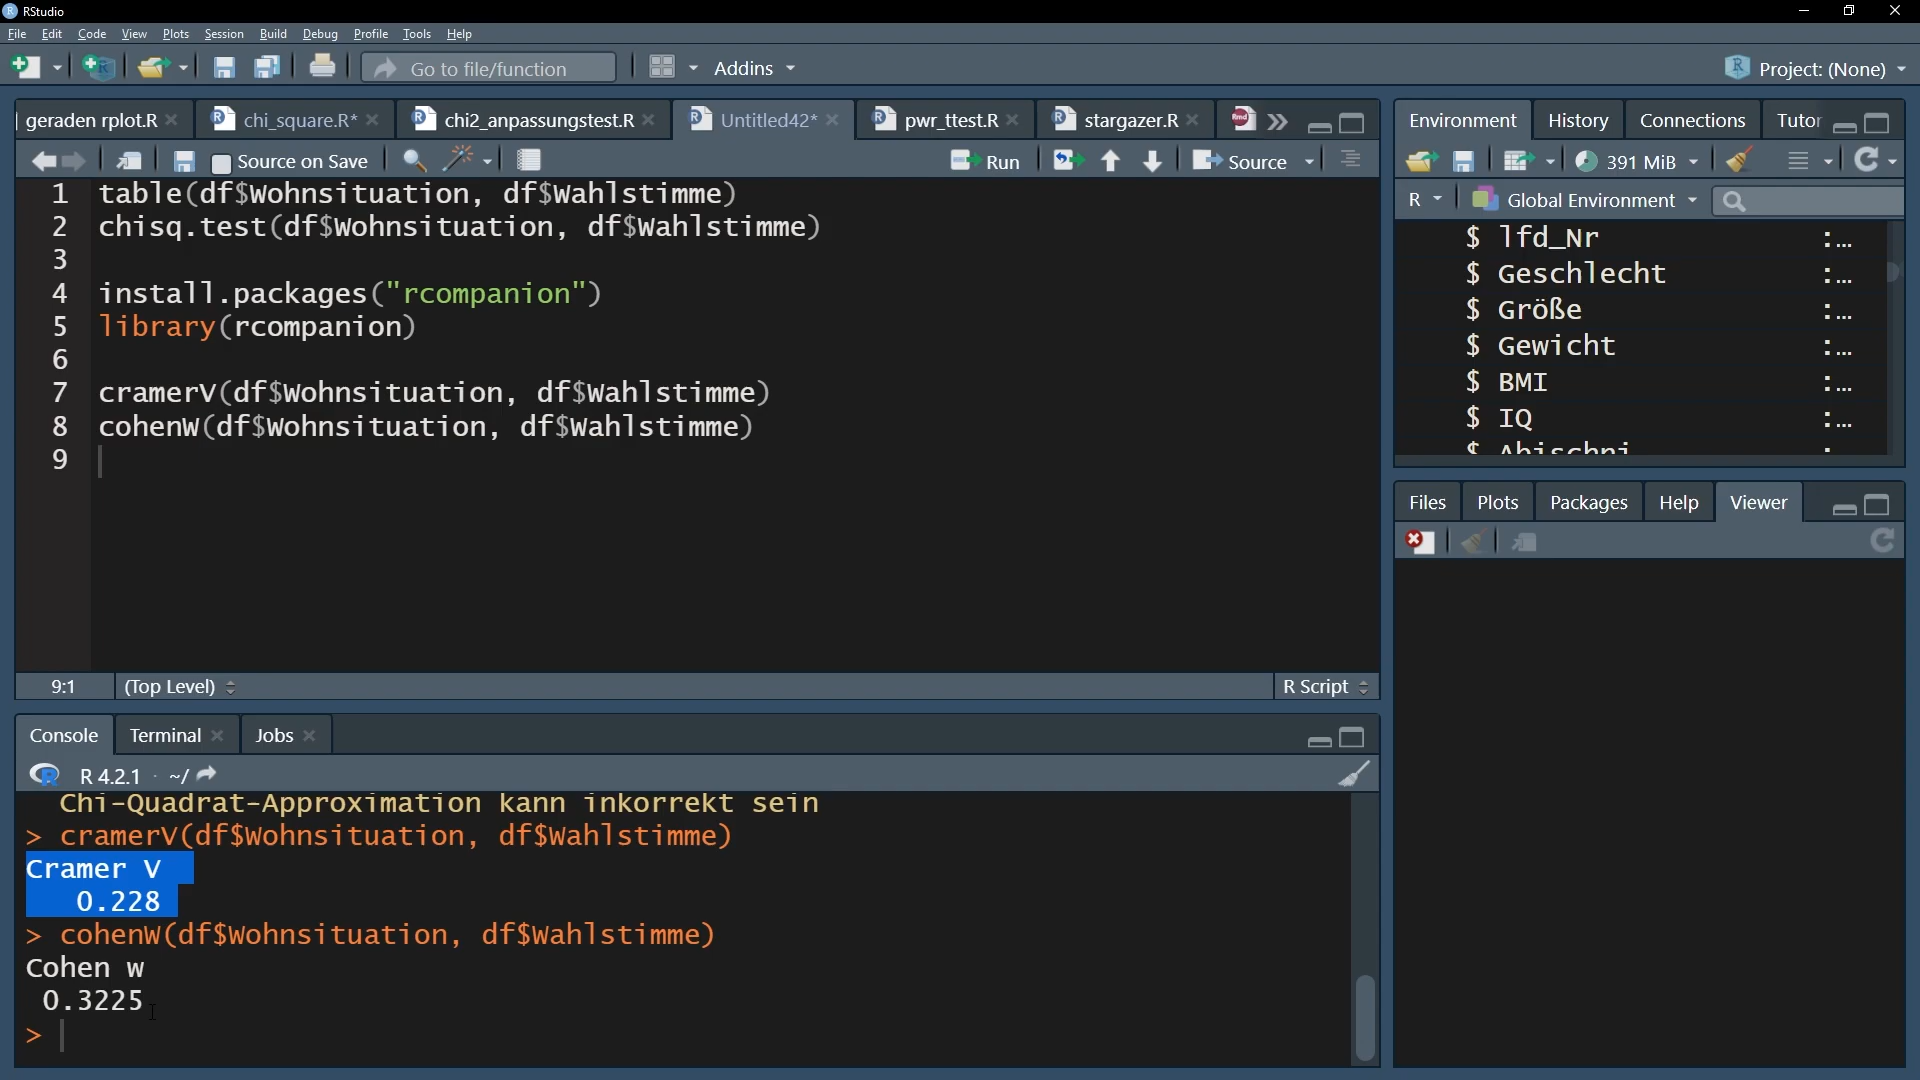 RStudio
File Edit Code View Plots Session Build Debug Profile Tools Help
Go to file/function Addins Project: (None)
geraden rplot.R chi_square.R* chi2_anpassungstest.R Untitled42* pwr_ttest.R stargazer.R
Source on Save Run Source
1 table(df$Wohnsituation, df$Wahlstimme)
2 chisq.test(df$Wohnsituation, df$Wahlstimme)
3
4 install.packages("rcompanion")
5 library(rcompanion)
6
7 cramerV(df$Wohnsituation, df$Wahlstimme)
8 cohenW(df$Wohnsituation, df$Wahlstimme)
9
9:1 (Top Level) R Script
Console Terminal Jobs
R 4.2.1 · ~/
Chi-Quadrat-Approximation kann inkorrekt sein
> cramerV(df$Wohnsituation, df$Wahlstimme)
Cramer V
0.228
> cohenW(df$Wohnsituation, df$Wahlstimme)
Cohen w
0.3225
>
Environment History Connections Tutor
391 MiB
R Global Environment
$ lfd_Nr :…
$ Geschlecht :…
$ Größe :…
$ Gewicht :…
$ BMI :…
$ IQ :…
$ Abischni :
Files Plots Packages Help Viewer